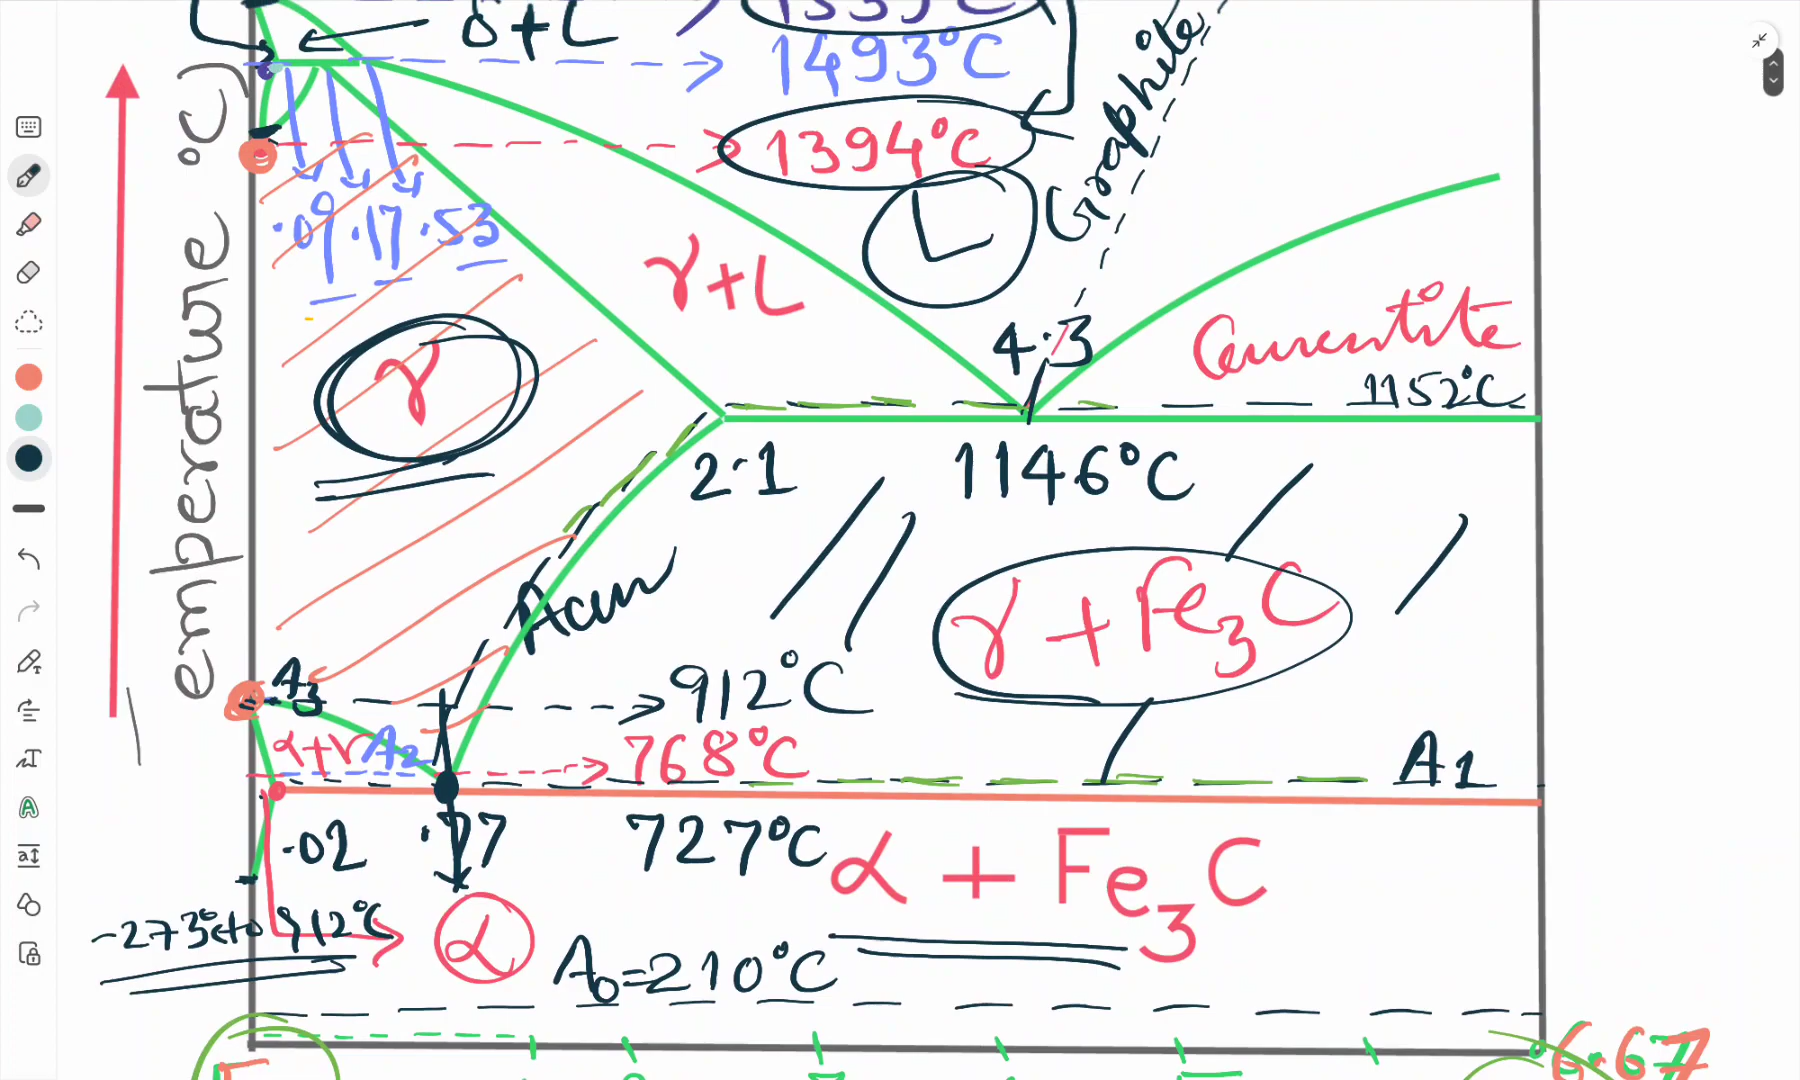 δ+L
1493°C
1394°C
Graphite
Temperature °C)
.09 .17 .53
L
γ+L
4.3
Cementite
1152°C
γ
2.1
1146°C
Acm
γ + Fe3C
A3
912°C
α+γ
A2
768°C
A1
.02
.77
727°C
α + Fe3C
-273°C to 912°C
α
A0=210°C
6.67